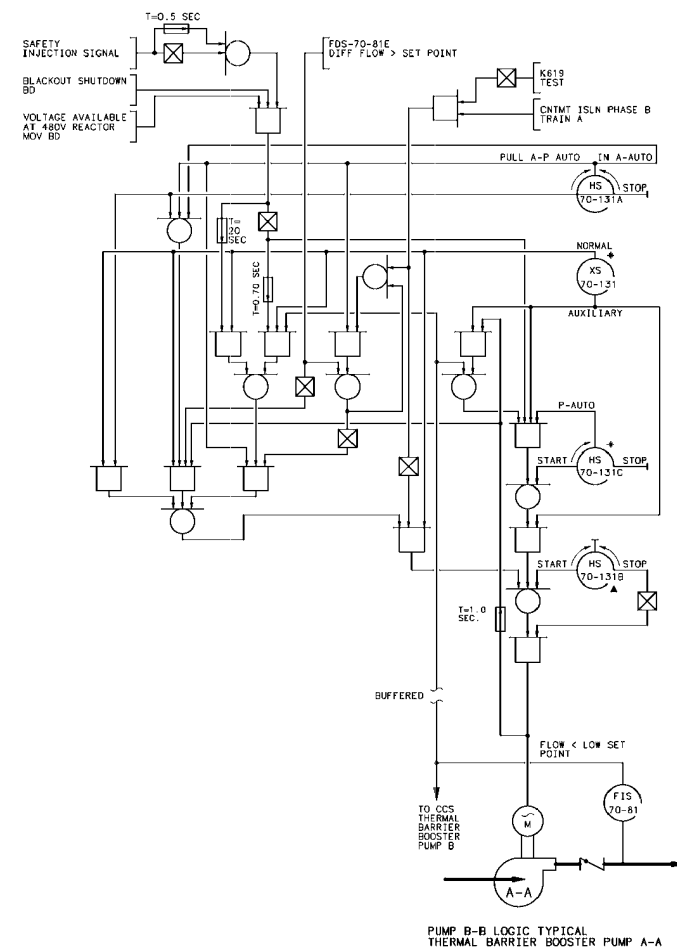 T=0.5 SEC
SAFETY
INJECTION SIGNAL
FDS-70-81E
DIFF FLOW > SET POINT
BLACKOUT SHUTDOWN
BD
K619
TEST
VOLTAGE AVAILABLE
AT 480V REACTOR
MOV BD
CNTMT ISLN PHASE B
TRAIN A
PULL A-P AUTO
IN A-AUTO
HS
70-131A
STOP
T=
20
SEC
NORMAL
XS
70-131
*
T=0.70 SEC
AUXILIARY
P-AUTO
START
HS
70-131C
*
STOP
START
HS
70-131B
STOP
T=1.0
SEC.
BUFFERED
FLOW < LOW SET
POINT
FIS
70-81
TO CCS
THERMAL
BARRIER
BOOSTER
PUMP B
~
M
A-A
PUMP B-B LOGIC TYPICAL
THERMAL BARRIER BOOSTER PUMP A-A